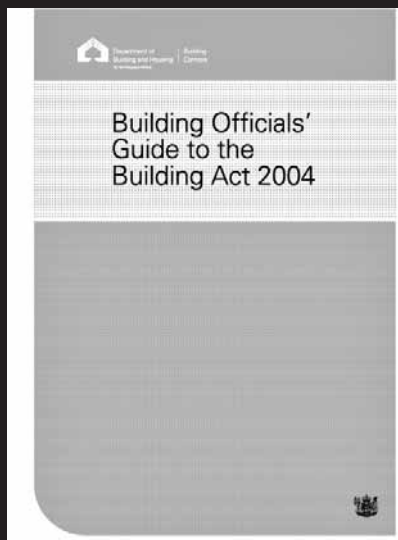 Department of
Building and Housing
Building
Controls
Building Officials'
Guide to the
Building Act 2004